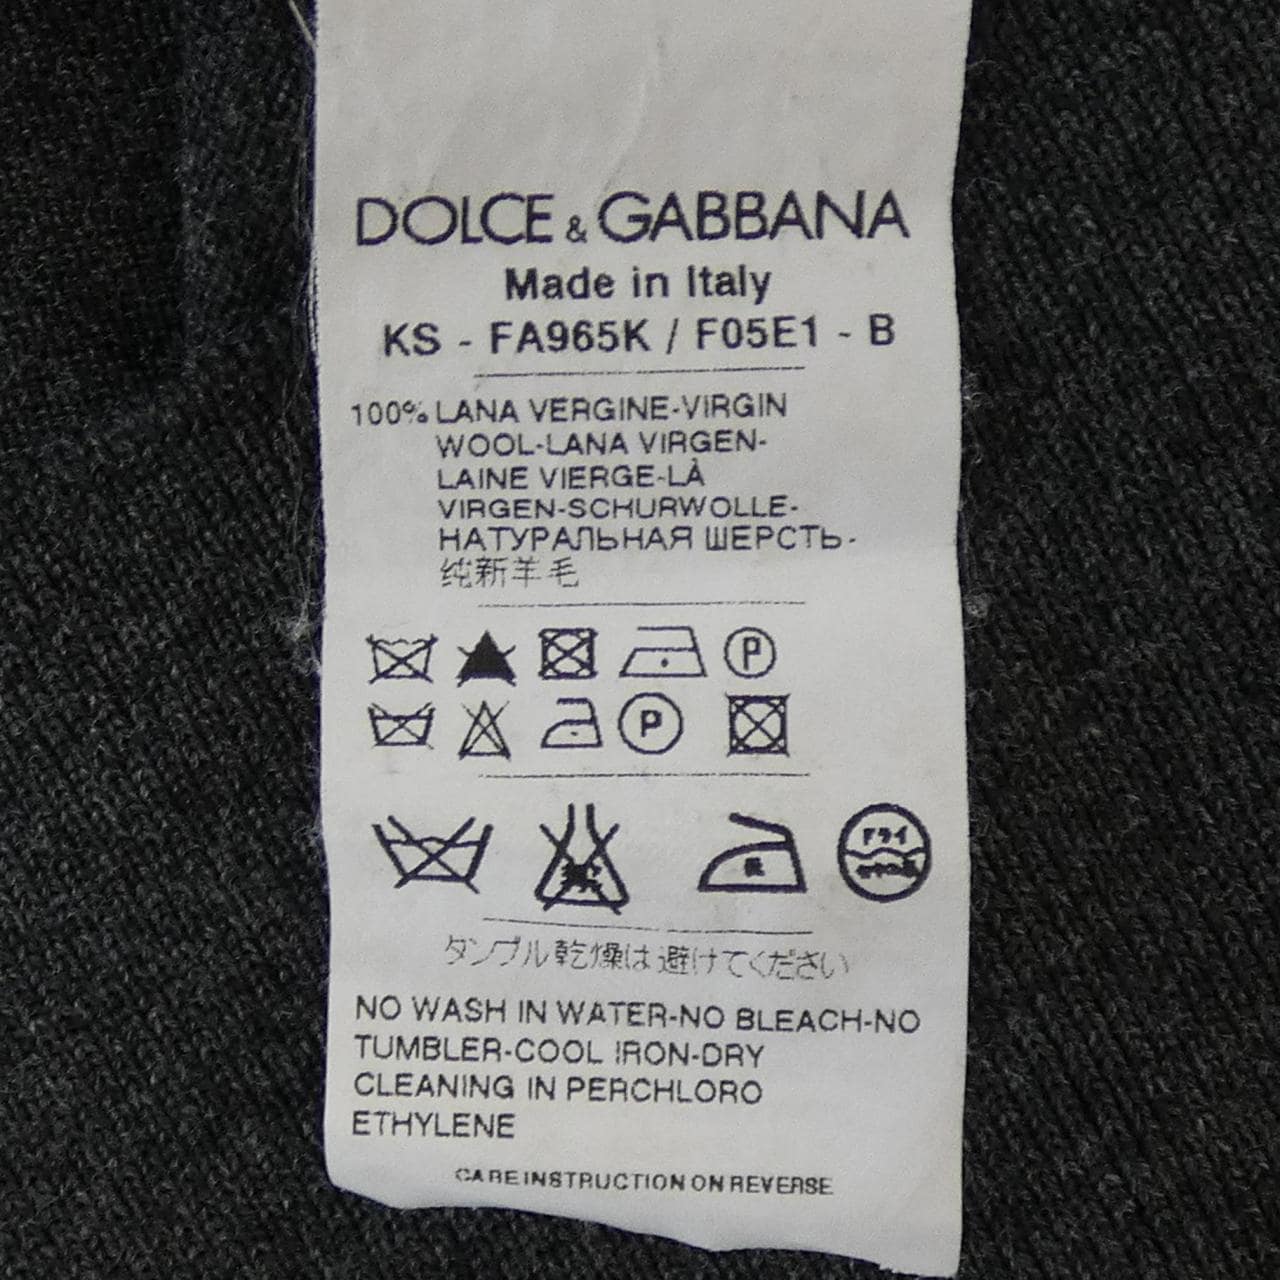 DOLCE & GABBANA
Made in Italy
KS - FA965K / F05E1 - B
100% LANA VERGINE-VIRGIN
WOOL-LANA VIRGEN-
LAINE VIERGE-LÀ
VIRGEN-SCHURWOLLE-
НАТУРАЛЬНАЯ ШЕРСТЬ-
纯新羊毛
P
P
ドライ
タンブル乾燥は避けてください
NO WASH IN WATER-NO BLEACH-NO
TUMBLER-COOL IRON-DRY
CLEANING IN PERCHLORO
ETHYLENE
CARE INSTRUCTION ON REVERSE